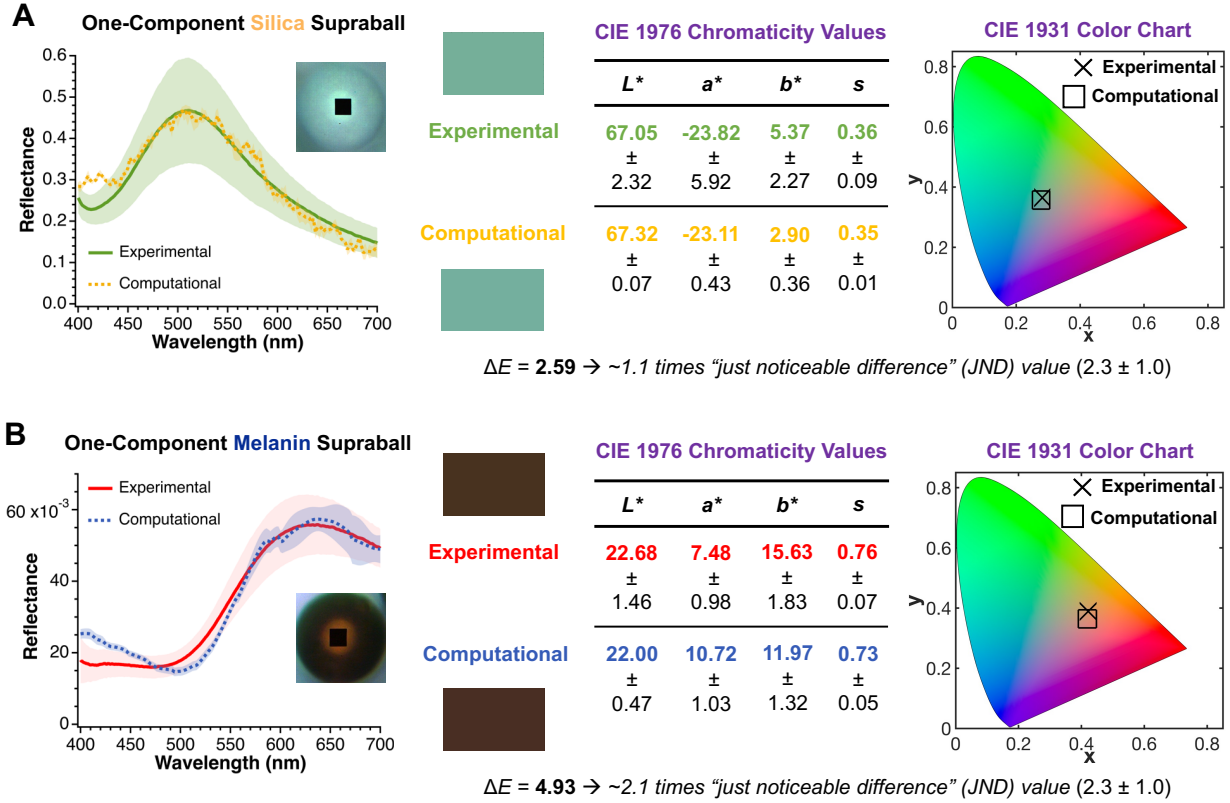 A
One-Component Silica Supraball
0.6
0.5
0.4
0.3
0.2
0.1
0.0
Reflectance
Experimental
Computational
400 450 500 550 600 650 700
Wavelength (nm)
CIE 1976 Chromaticity Values
L* a* b* s
Experimental 67.05 -23.82 5.37 0.36
± ± ± ±
2.32 5.92 2.27 0.09
Computational 67.32 -23.11 2.90 0.35
± ± ± ±
0.07 0.43 0.36 0.01
CIE 1931 Color Chart
Experimental
Computational
0.8
0.6
0.4
0.2
0
y
0 0.2 0.4 0.6 0.8
x
ΔE = 2.59 → ~1.1 times “just noticeable difference” (JND) value (2.3 ± 1.0)
B
One-Component Melanin Supraball
Experimental
Computational
60 x10⁻³
40
20
0
Reflectance
400 450 500 550 600 650 700
Wavelength (nm)
CIE 1976 Chromaticity Values
L* a* b* s
Experimental 22.68 7.48 15.63 0.76
± ± ± ±
1.46 0.98 1.83 0.07
Computational 22.00 10.72 11.97 0.73
± ± ± ±
0.47 1.03 1.32 0.05
CIE 1931 Color Chart
Experimental
Computational
0.8
0.6
0.4
0.2
0
y
0 0.2 0.4 0.6 0.8
x
ΔE = 4.93 → ~2.1 times “just noticeable difference” (JND) value (2.3 ± 1.0)